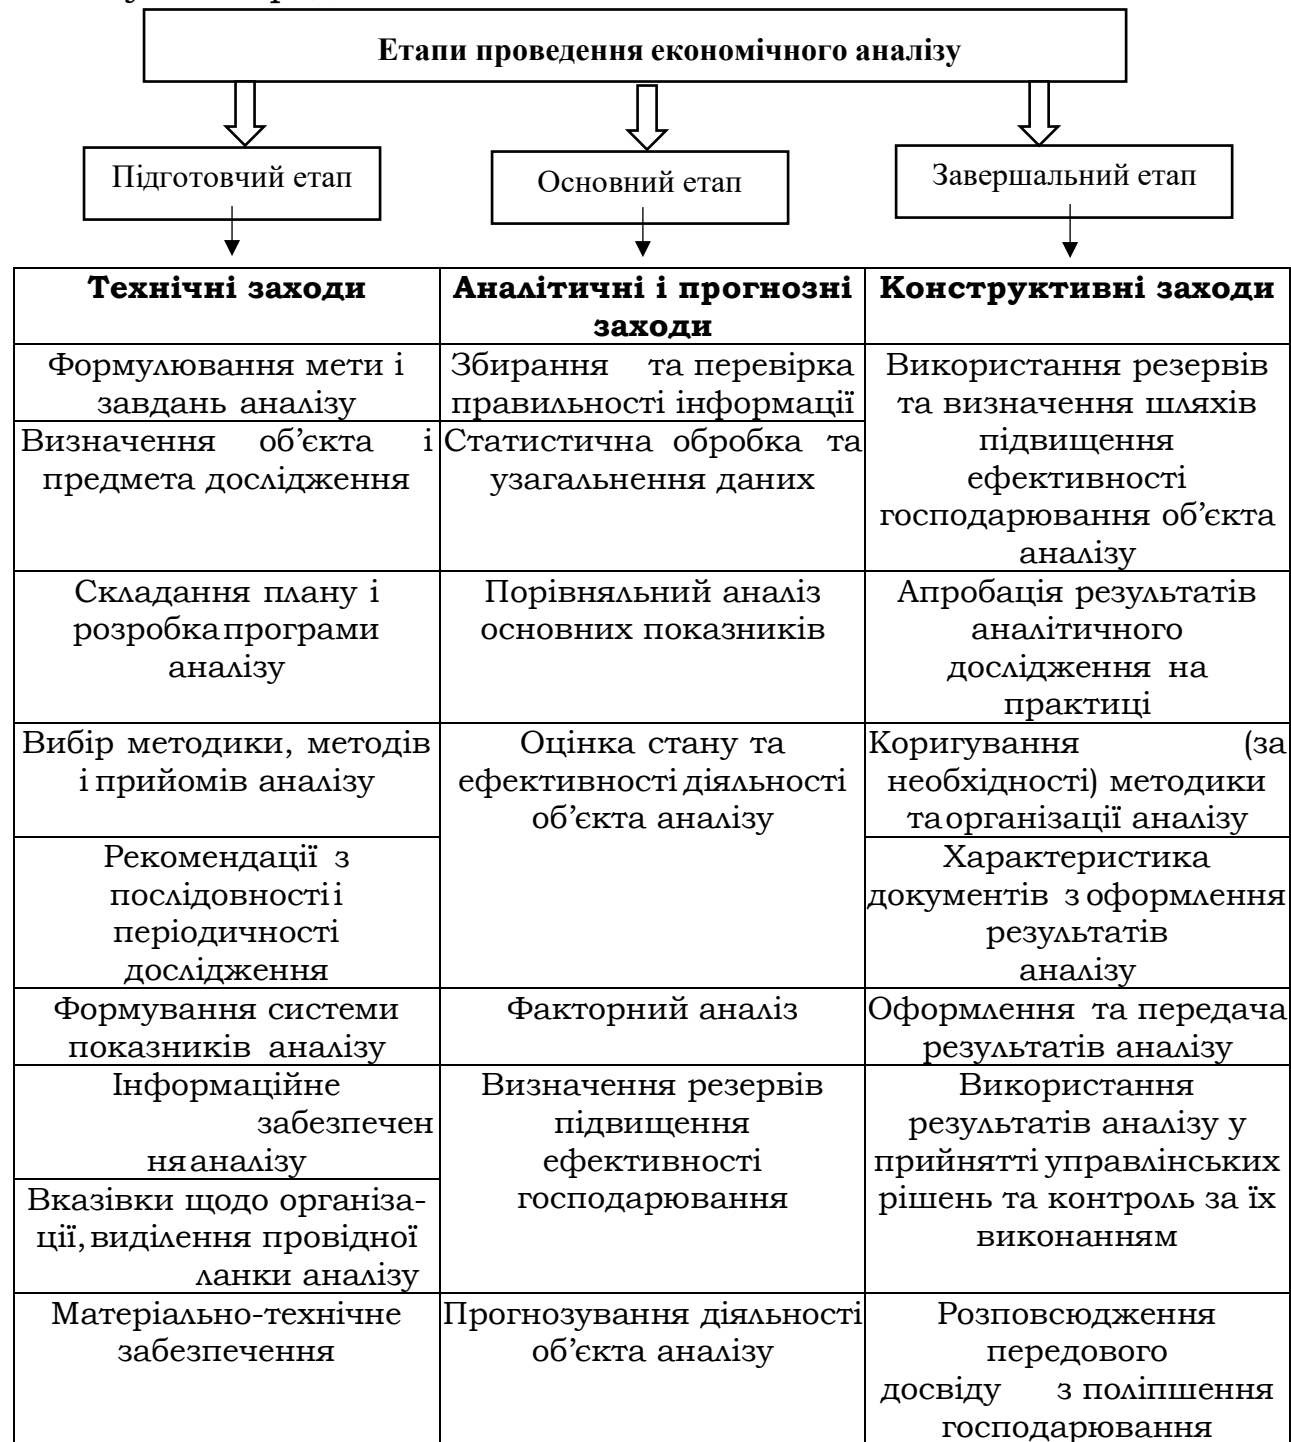 Етапи проведення економічного аналізу
Підготовчий етап
Основний етап
Завершальний етап
Технічні заходи
Аналітичні і прогнозні
заходи
Конструктивні заходи
Формулювання мети і
завдань аналізу
Збирання та перевірка
правильності інформації
Використання резервів
та визначення шляхів
підвищення
ефективності
господарювання об’єкта
аналізу
Визначення об’єкта і
предмета дослідження
Статистична обробка та
узагальнення даних
Складання плану і
розробка програми
аналізу
Порівняльний аналіз
основних показників
Апробація результатів
аналітичного
дослідження на
практиці
Вибір методики, методів
і прийомів аналізу
Оцінка стану та
ефективності діяльності
об’єкта аналізу
Коригування (за
необхідності) методики
та організації аналізу
Рекомендації з
послідовності і
періодичності
дослідження
Характеристика
документів з оформлення
результатів
аналізу
Формування системи
показників аналізу
Факторний аналіз
Оформлення та передача
результатів аналізу
Інформаційне
забезпечен
ня аналізу
Визначення резервів
підвищення
ефективності
господарювання
Використання
результатів аналізу у
прийнятті управлінських
рішень та контроль за їх
виконанням
Вказівки щодо організа-
ції, виділення провідної
ланки аналізу
Матеріально-технічне
забезпечення
Прогнозування діяльності
об’єкта аналізу
Розповсюдження
передового
досвіду з поліпшення
господарювання